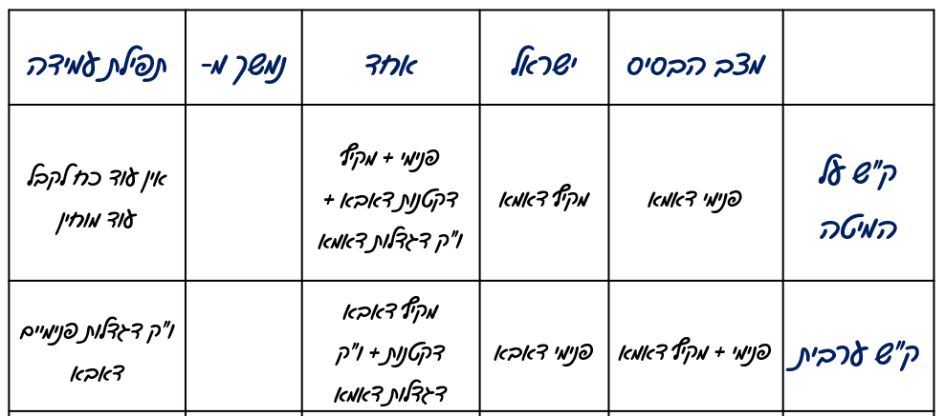 מצב הבסיס
ישראל
אחד
נמשך מ-
תפילת עמידה
ק"ש על
המיטה
פנימי דאמא
מקיף דאמא
פנימי + מקיף
דקטנות דאבא +
ו"ק דגדלות דאמא
אין עוד כח לקבל
עוד מוחין
ק"ש ערבית
פנימי + מקיף דאמא
פנימי דאבא
מקיף דאבא
דקטנות + ו"ק
דגדלות דאמא
ו"ק דגדלות פנימיים
דאבא